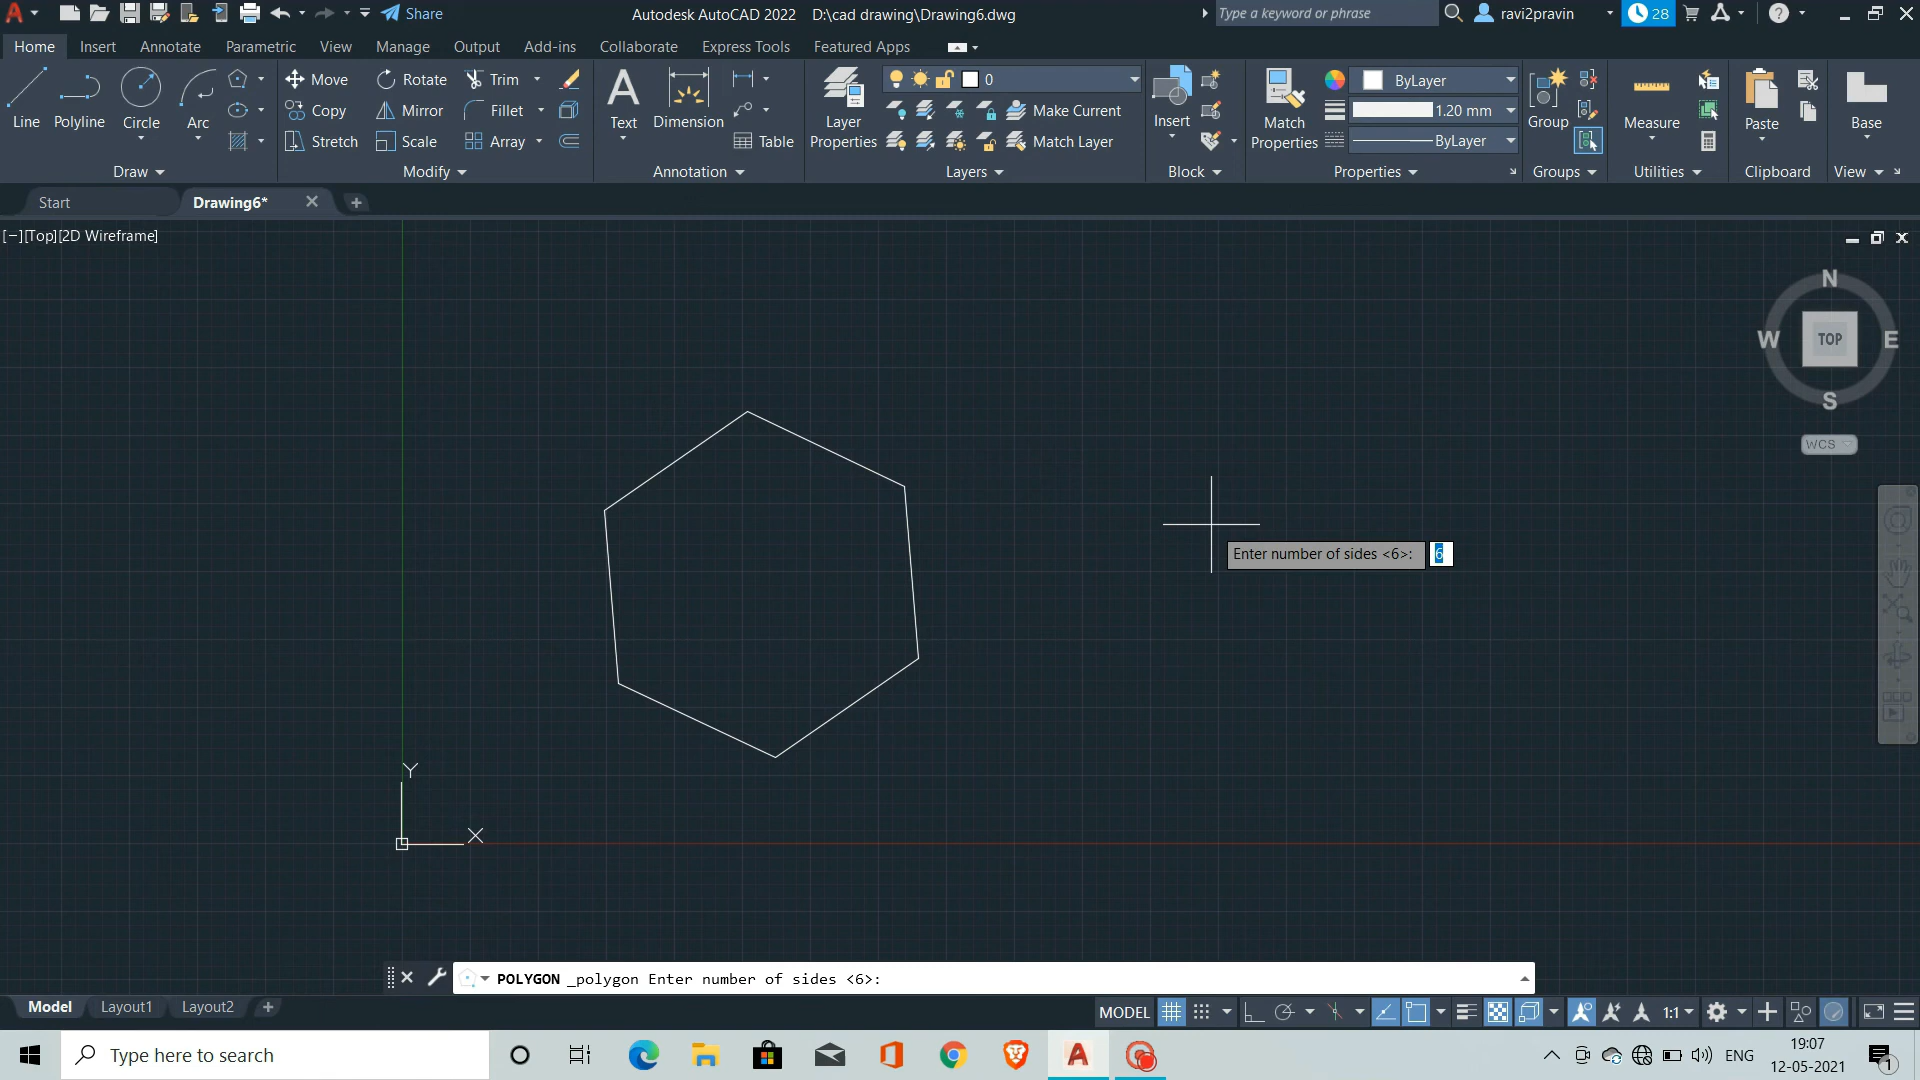 Share
Autodesk AutoCAD 2022 D:\cad drawing\Drawing6.dwg
Type a keyword or phrase
ravi2pravin
28
Home Insert Annotate Parametric View Manage Output Add-ins Collaborate Express Tools Featured Apps
Line Polyline Circle Arc
Move Rotate Trim
Copy Mirror Fillet
Stretch Scale Array
Text Dimension Table
Layer Properties
0
Make Current
Match Layer
Insert
Match Properties
ByLayer
1.20 mm
ByLayer
Group
Measure
Paste
Base
Draw Modify Annotation Layers Block Properties Groups Utilities Clipboard View
Start Drawing6*
[−][Top][2D Wireframe]
N
W TOP E
S
WCS
Enter number of sides <6>: 6
Y
X
POLYGON _polygon Enter number of sides <6>:
Model Layout1 Layout2
MODEL 1:1
Type here to search
ENG
19:07
12-05-2021
1